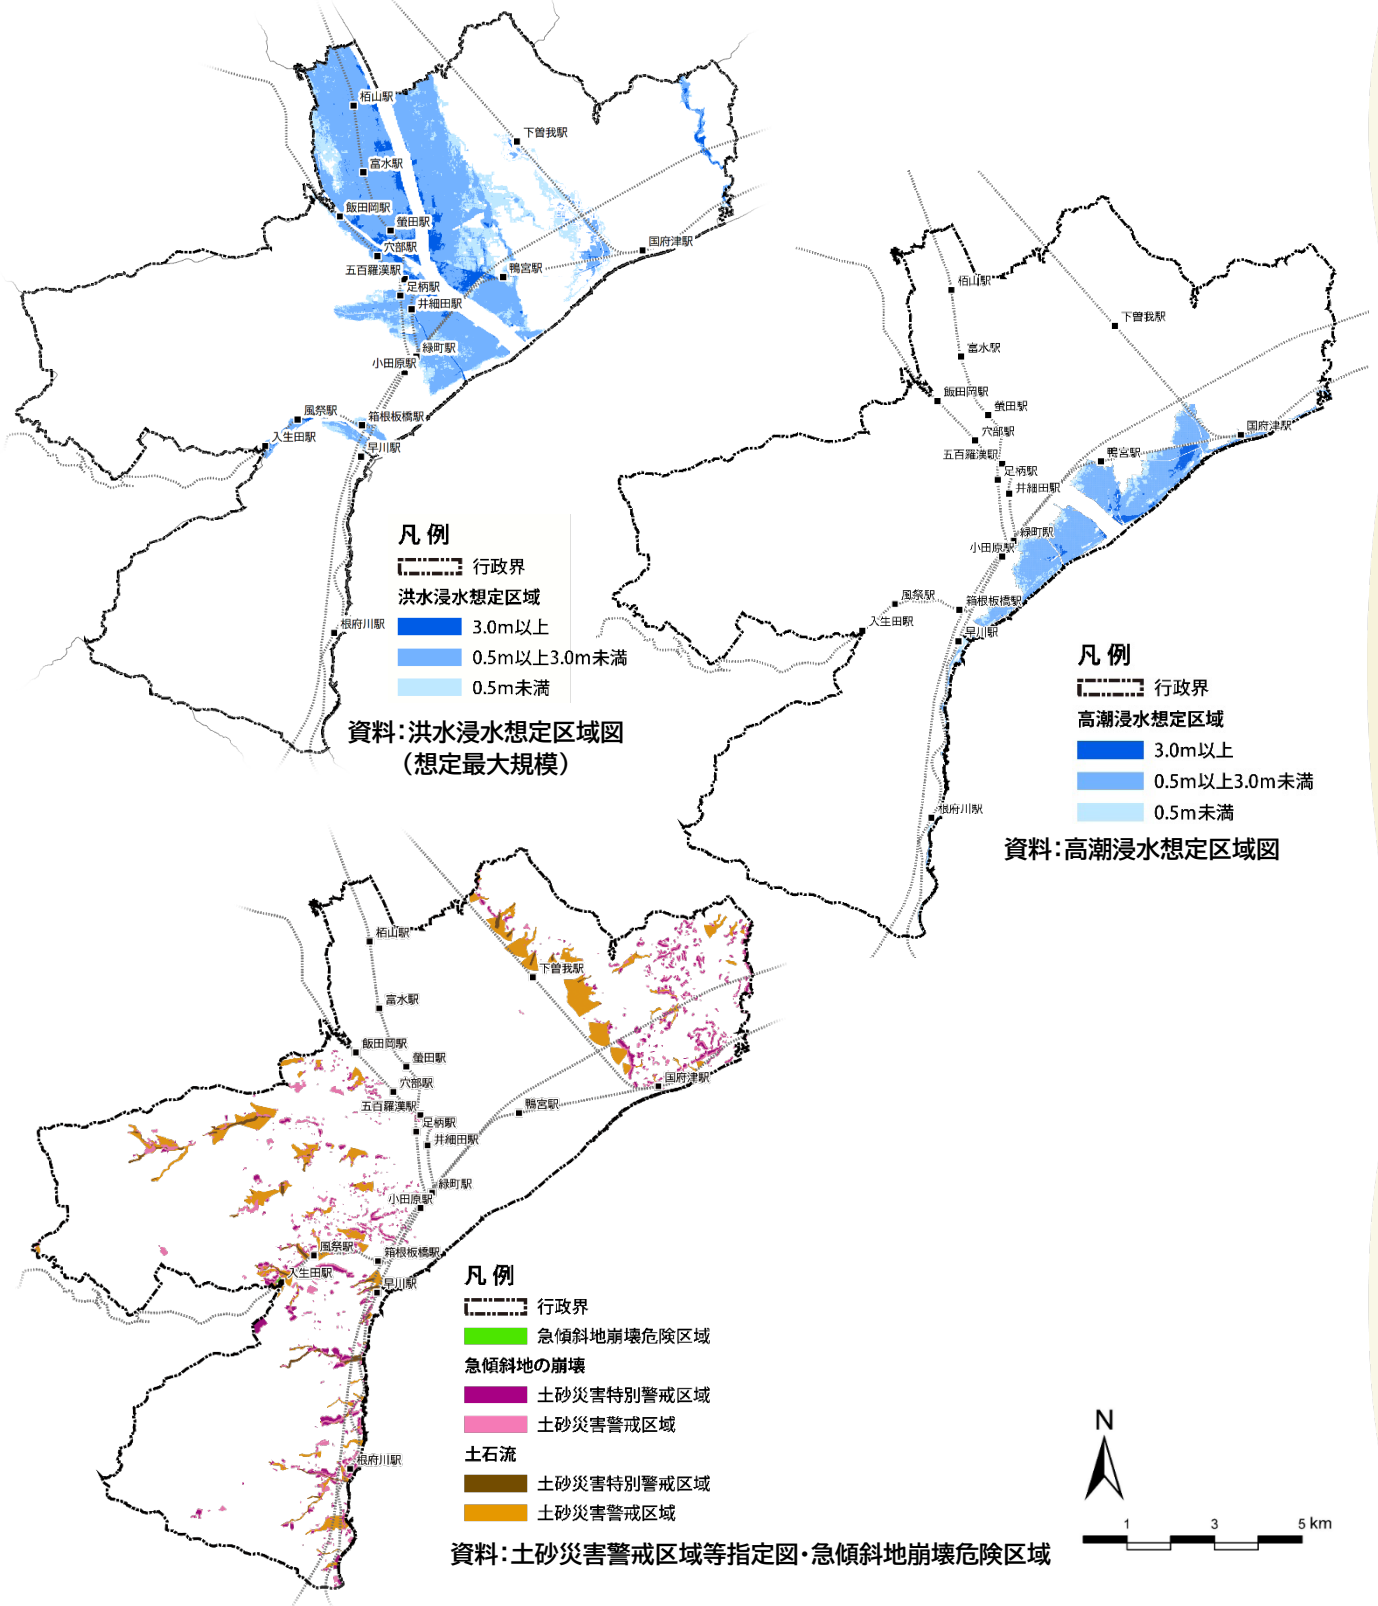 栢山駅
下曽我駅
富水駅
飯田岡駅
螢田駅
穴部駅
国府津駅
五百羅漢駅
鴨宮駅
足柄駅
井細田駅
緑町駅
小田原駅
風祭駅
箱根板橋駅
入生田駅
早川駅
根府川駅
凡 例
行政界
洪水浸水想定区域
3.0m以上
0.5m以上3.0m未満
0.5m未満
資料：洪水浸水想定区域図
（想定最大規模）
栢山駅
下曽我駅
富水駅
飯田岡駅
螢田駅
国府津駅
穴部駅
五百羅漢駅
鴨宮駅
足柄駅
井細田駅
緑町駅
小田原駅
風祭駅
箱根板橋駅
入生田駅
早川駅
根府川駅
凡 例
行政界
高潮浸水想定区域
3.0m以上
0.5m以上3.0m未満
0.5m未満
資料：高潮浸水想定区域図
栢山駅
下曽我駅
富水駅
飯田岡駅
螢田駅
国府津駅
穴部駅
五百羅漢駅
鴨宮駅
足柄駅
井細田駅
緑町駅
小田原駅
風祭駅
箱根板橋駅
入生田駅
早川駅
根府川駅
凡 例
行政界
急傾斜地崩壊危険区域
急傾斜地の崩壊
土砂災害特別警戒区域
土砂災害警戒区域
土石流
土砂災害特別警戒区域
土砂災害警戒区域
資料：土砂災害警戒区域等指定図・急傾斜地崩壊危険区域
N
1 3 5 km